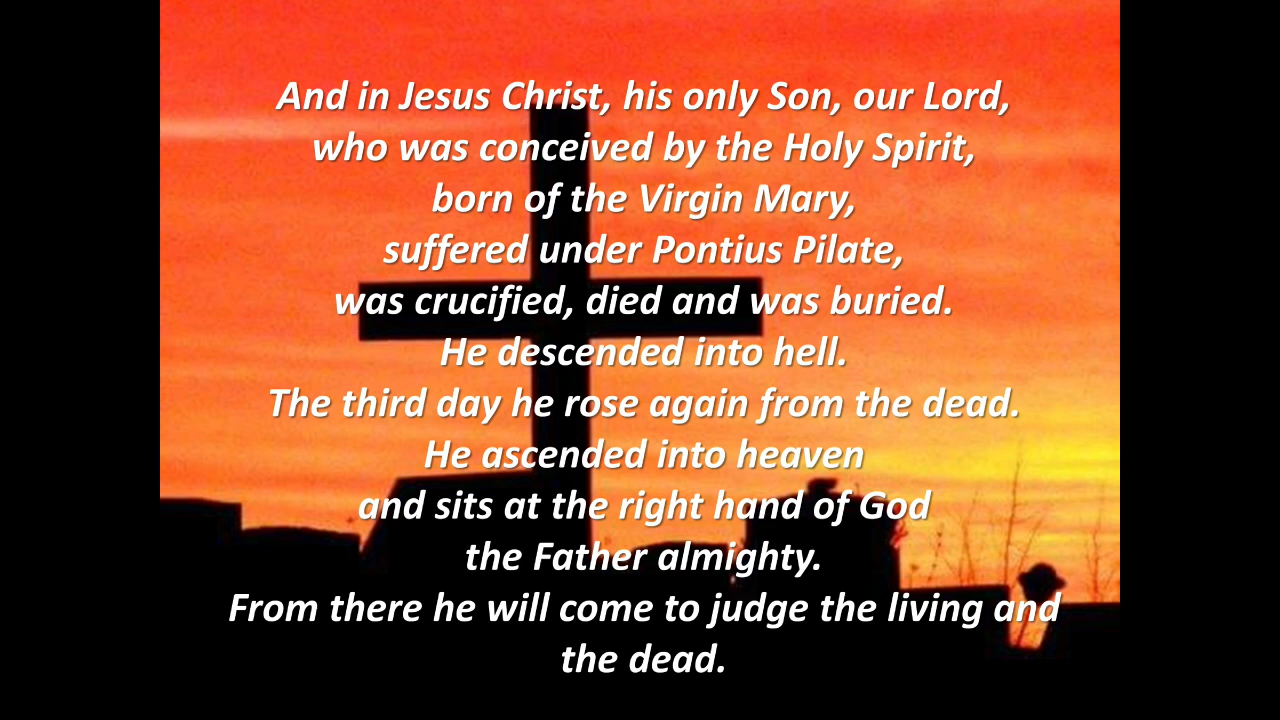 And in Jesus Christ, his only Son, our Lord,
who was conceived by the Holy Spirit,
born of the Virgin Mary,
suffered under Pontius Pilate,
was crucified, died and was buried.
He descended into hell.
The third day he rose again from the dead.
He ascended into heaven
and sits at the right hand of God
the Father almighty.
From there he will come to judge the living and
the dead.